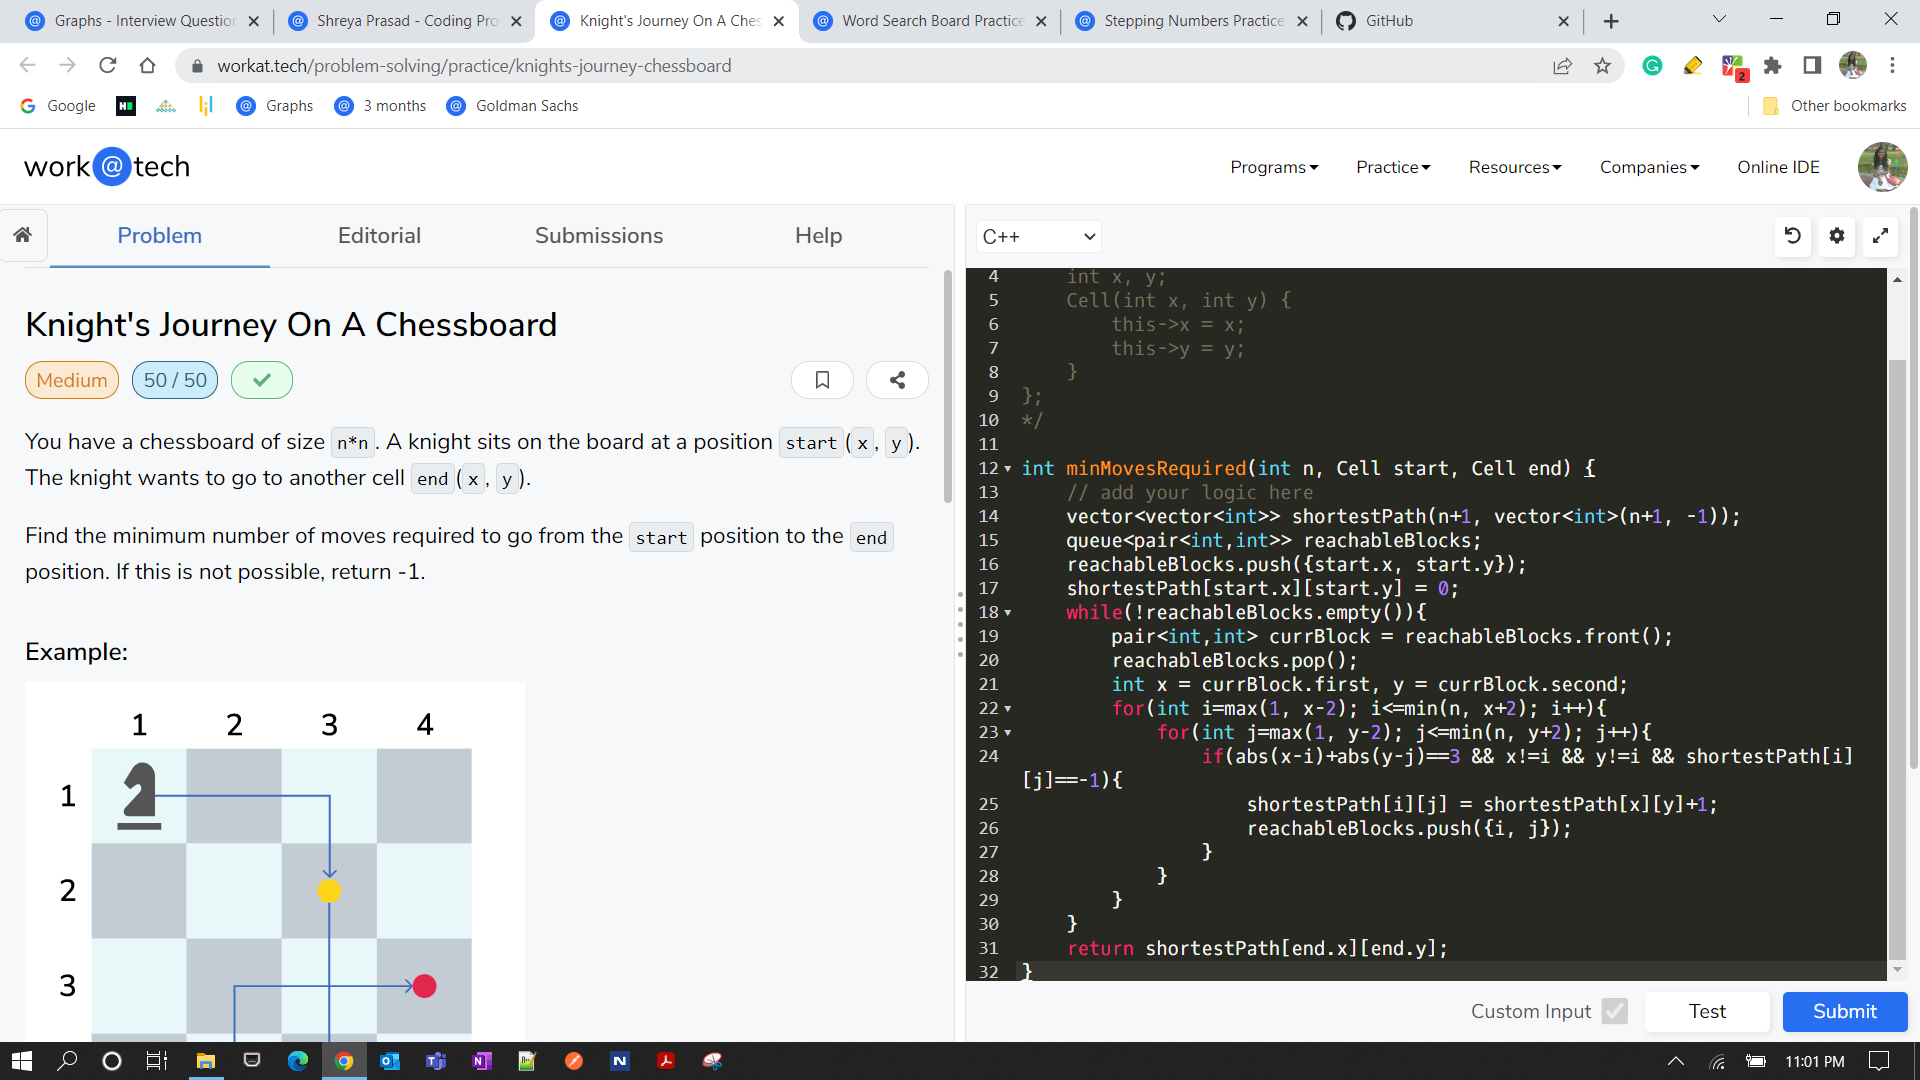 Graphs - Interview Question
Shreya Prasad - Coding Pro
Knight's Journey On A Ches
Word Search Board Practice
Stepping Numbers Practice
GitHub
workat.tech/problem-solving/practice/knights-journey-chessboard
2
Google
Graphs
3 months
Goldman Sachs
Other bookmarks
work@tech
Programs
Practice
Resources
Companies
Online IDE
Problem
Editorial
Submissions
Help
C++
Knight's Journey On A Chessboard
Medium
50 / 50
You have a chessboard of size n*n. A knight sits on the board at a position start(x, y).
The knight wants to go to another cell end(x, y).
Find the minimum number of moves required to go from the start position to the end
position. If this is not possible, return -1.
Example:
1 2 3 4
1
2
3
4 int x, y;
5 Cell(int x, int y) {
6 this->x = x;
7 this->y = y;
8 }
9 };
10 */
11
12 int minMovesRequired(int n, Cell start, Cell end) {
13 // add your logic here
14 vector<vector<int>> shortestPath(n+1, vector<int>(n+1, -1));
15 queue<pair<int,int>> reachableBlocks;
16 reachableBlocks.push({start.x, start.y});
17 shortestPath[start.x][start.y] = 0;
18 while(!reachableBlocks.empty()){
19 pair<int,int> currBlock = reachableBlocks.front();
20 reachableBlocks.pop();
21 int x = currBlock.first, y = currBlock.second;
22 for(int i=max(1, x-2); i<=min(n, x+2); i++){
23 for(int j=max(1, y-2); j<=min(n, y+2); j++){
24 if(abs(x-i)+abs(y-j)==3 && x!=i && y!=i && shortestPath[i]
[j]==-1){
25 shortestPath[i][j] = shortestPath[x][y]+1;
26 reachableBlocks.push({i, j});
27 }
28 }
29 }
30 }
31 return shortestPath[end.x][end.y];
32 }
Custom Input
Test
Submit
11:01 PM